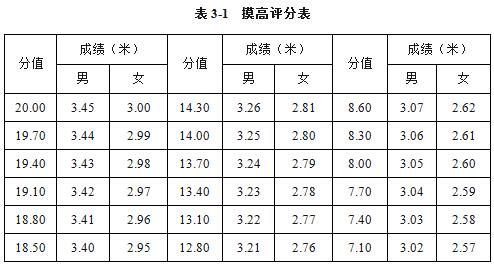 表 3-1 摸高评分表
分值 成绩（米） 分值 成绩（米） 分值 成绩（米）
男 女 男 女 男 女
20.00 3.45 3.00 14.30 3.26 2.81 8.60 3.07 2.62
19.70 3.44 2.99 14.00 3.25 2.80 8.30 3.06 2.61
19.40 3.43 2.98 13.70 3.24 2.79 8.00 3.05 2.60
19.10 3.42 2.97 13.40 3.23 2.78 7.70 3.04 2.59
18.80 3.41 2.96 13.10 3.22 2.77 7.40 3.03 2.58
18.50 3.40 2.95 12.80 3.21 2.76 7.10 3.02 2.57